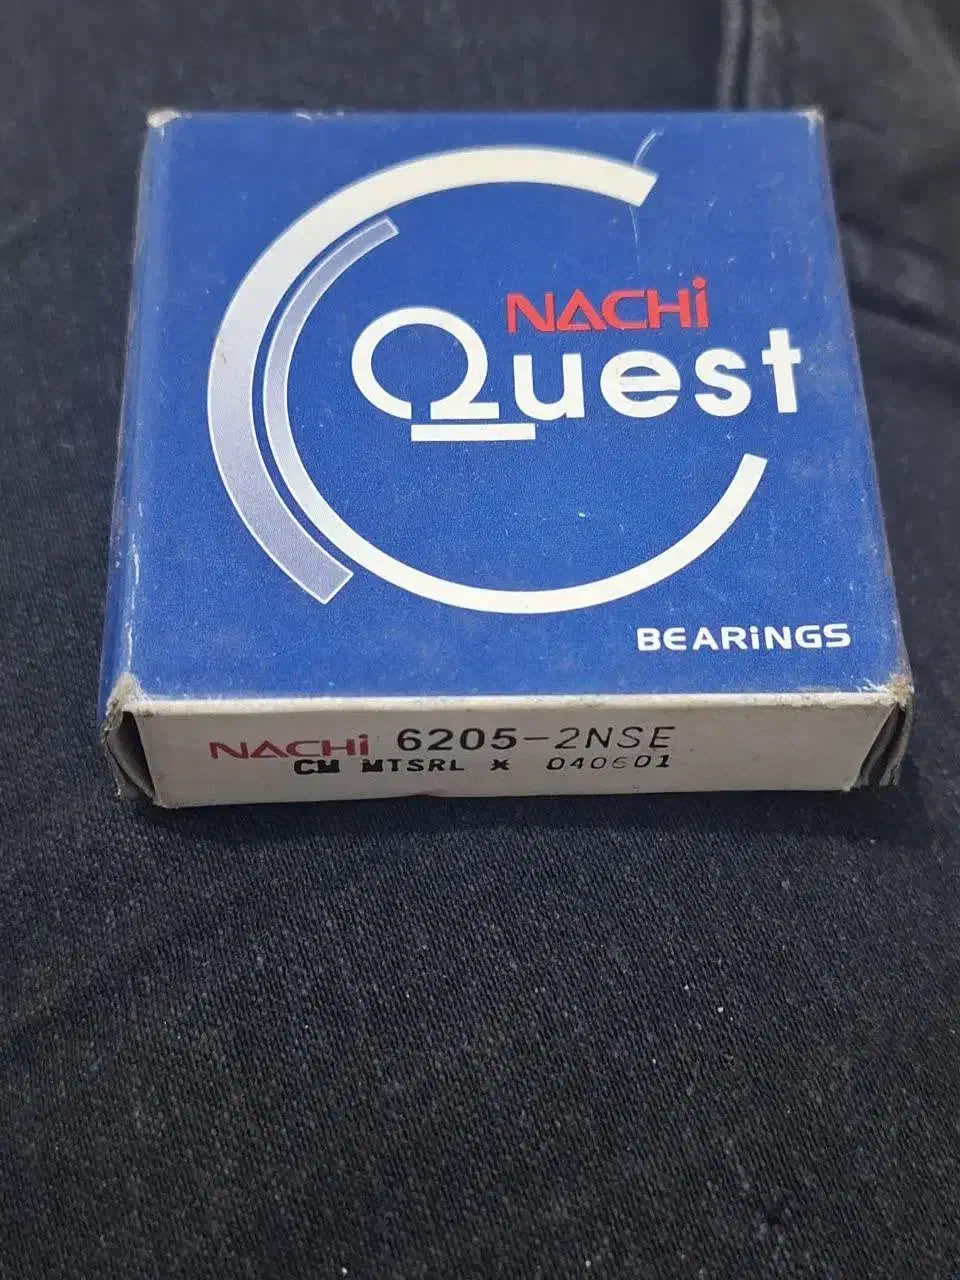 NACHi
Quest
BEARiNGS
NACHi 6205-2NSE
CM MTSRL * 040601